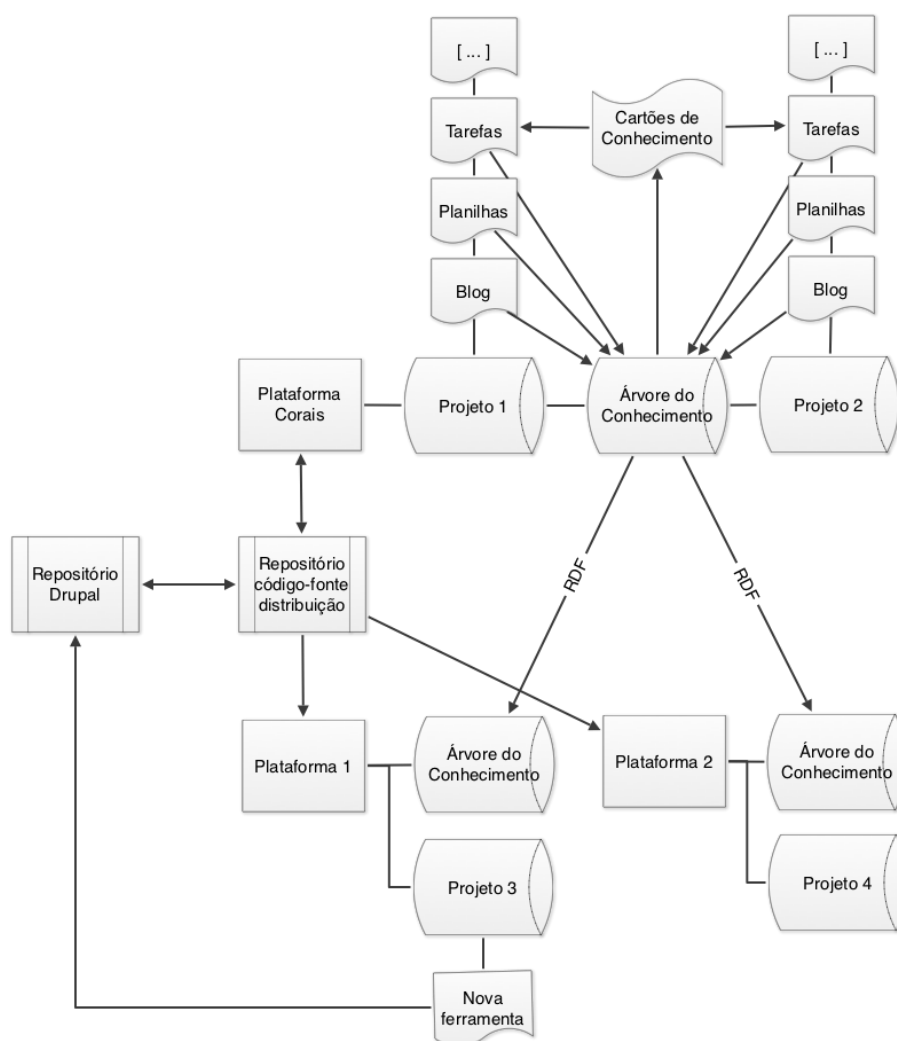 [ ... ]
[ ... ]
Cartões de
Conhecimento
Tarefas
Tarefas
Planilhas
Planilhas
Blog
Blog
Plataforma
Corais
Projeto 1
Árvore do
Conhecimento
Projeto 2
Repositório
Drupal
Repositório
código-fonte
distribuição
RDF
RDF
Plataforma 1
Árvore do
Conhecimento
Plataforma 2
Árvore do
Conhecimento
Projeto 3
Projeto 4
Nova
ferramenta